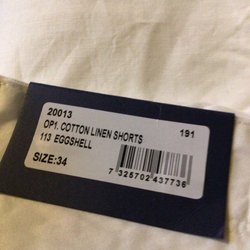 20013 191
OP1. COTTON LINEN SHORTS
113 EGGSHELL
SIZE:34
7 325702 437736